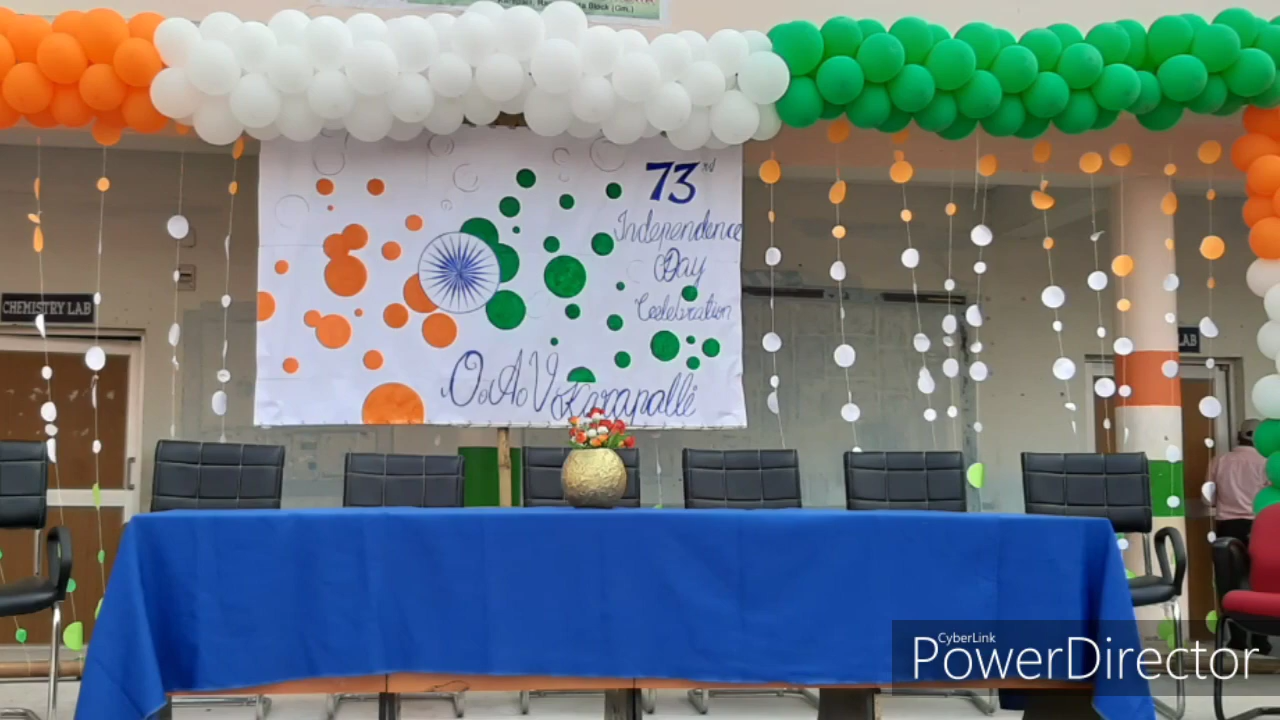 CHEMISTRY LAB
73rd
Independence
Day
Celebration
O.A.V. Karapalli
LAB
CyberLink
PowerDirector